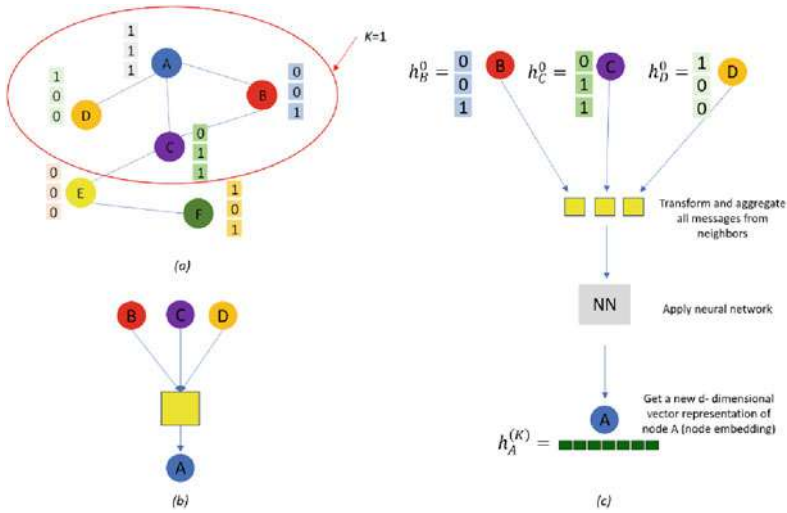 K=1
1
1
1
A
0
0
1
B
1
0
0
D
C
0
1
1
0
0
0
E
1
0
1
F
(a)
B C D
A
(b)
h_B^0 = 0 0 1 B h_C^0 = 0 1 1 C h_D^0 = 1 0 0 D
Transform and aggregate
all messages from
neighbors
NN
Apply neural network
A
Get a new d- dimensional
vector representation of
node A (node embedding)
h_A^{(K)} =
(c)